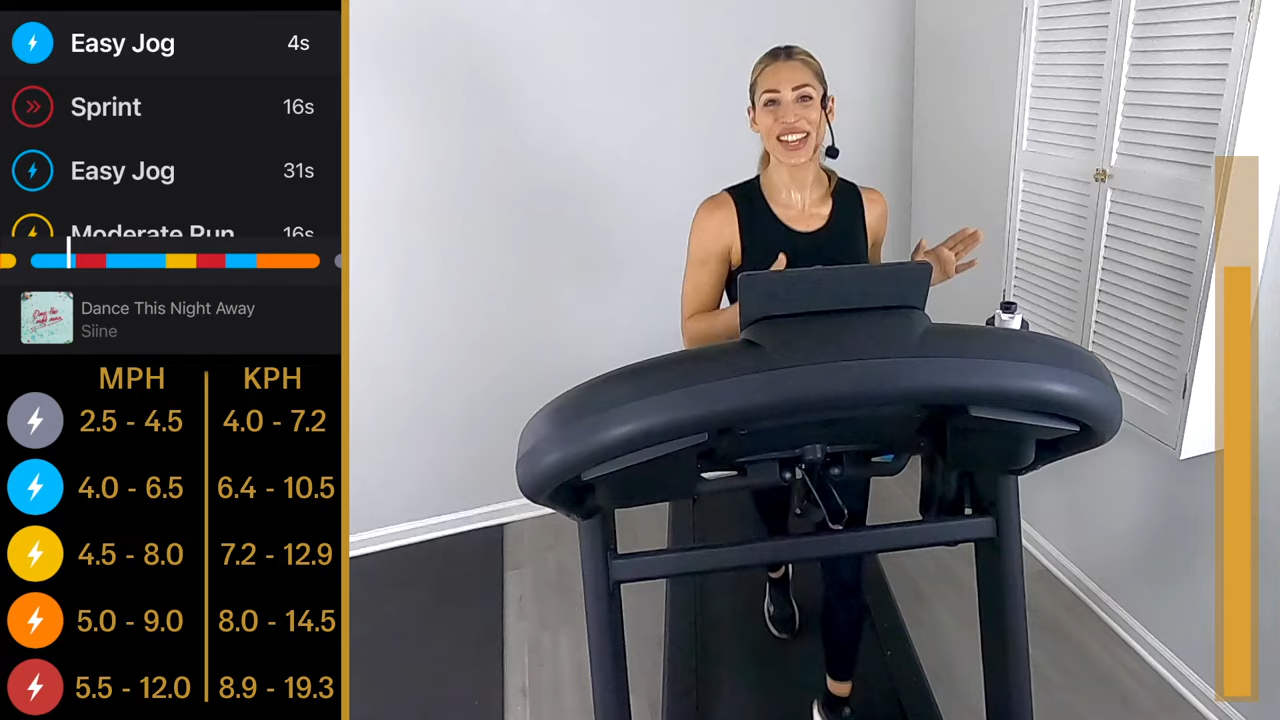 Easy Jog 4s
Sprint 16s
Easy Jog 31s
Moderate Run 16s
Dance This Night Away
Siine
MPH KPH
2.5 - 4.5 4.0 - 7.2
4.0 - 6.5 6.4 - 10.5
4.5 - 8.0 7.2 - 12.9
5.0 - 9.0 8.0 - 14.5
5.5 - 12.0 8.9 - 19.3